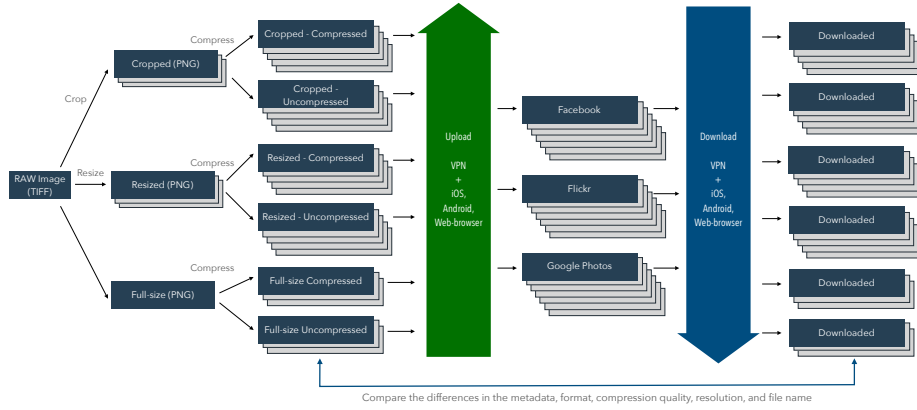 RAW Image
(TIFF)
Crop
Resize
Cropped (PNG)
Resized (PNG)
Full-size (PNG)
Compress
Compress
Compress
Cropped - Compressed
Cropped -
Uncompressed
Resized - Compressed
Resized - Uncompressed
Full-size Compressed
Full-size Uncompressed
Upload
VPN
+
iOS,
Android,
Web-browser
Facebook
Flickr
Google Photos
Download
VPN
+
iOS,
Android,
Web-browser
Downloaded
Downloaded
Downloaded
Downloaded
Downloaded
Downloaded
Compare the differences in the metadata, format, compression quality, resolution, and file name